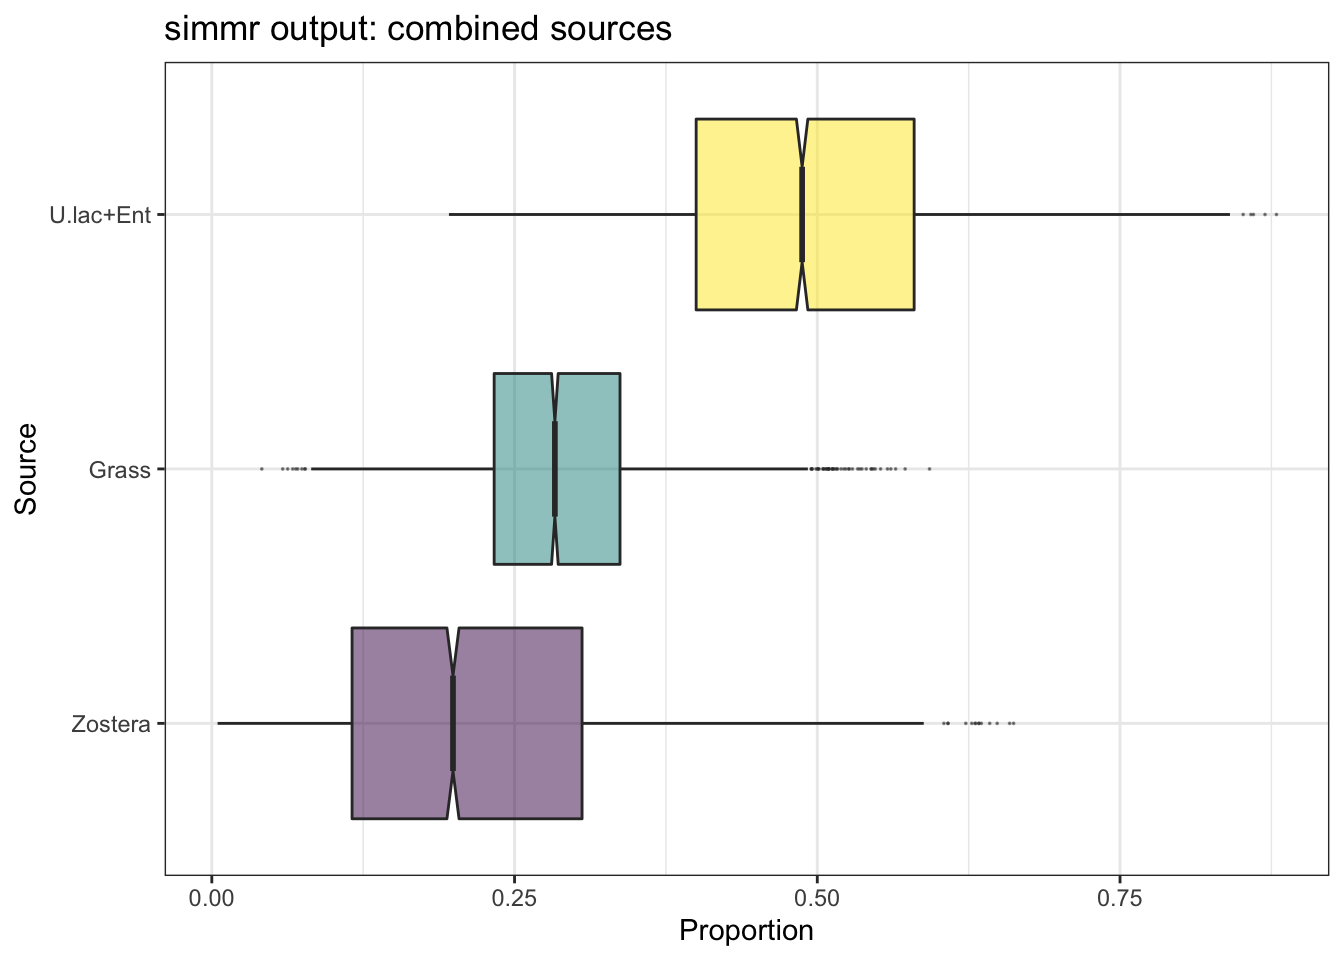 simmr output: combined sources
U.lac+Ent
Grass
Zostera
Source
0.00 0.25 0.50 0.75
Proportion